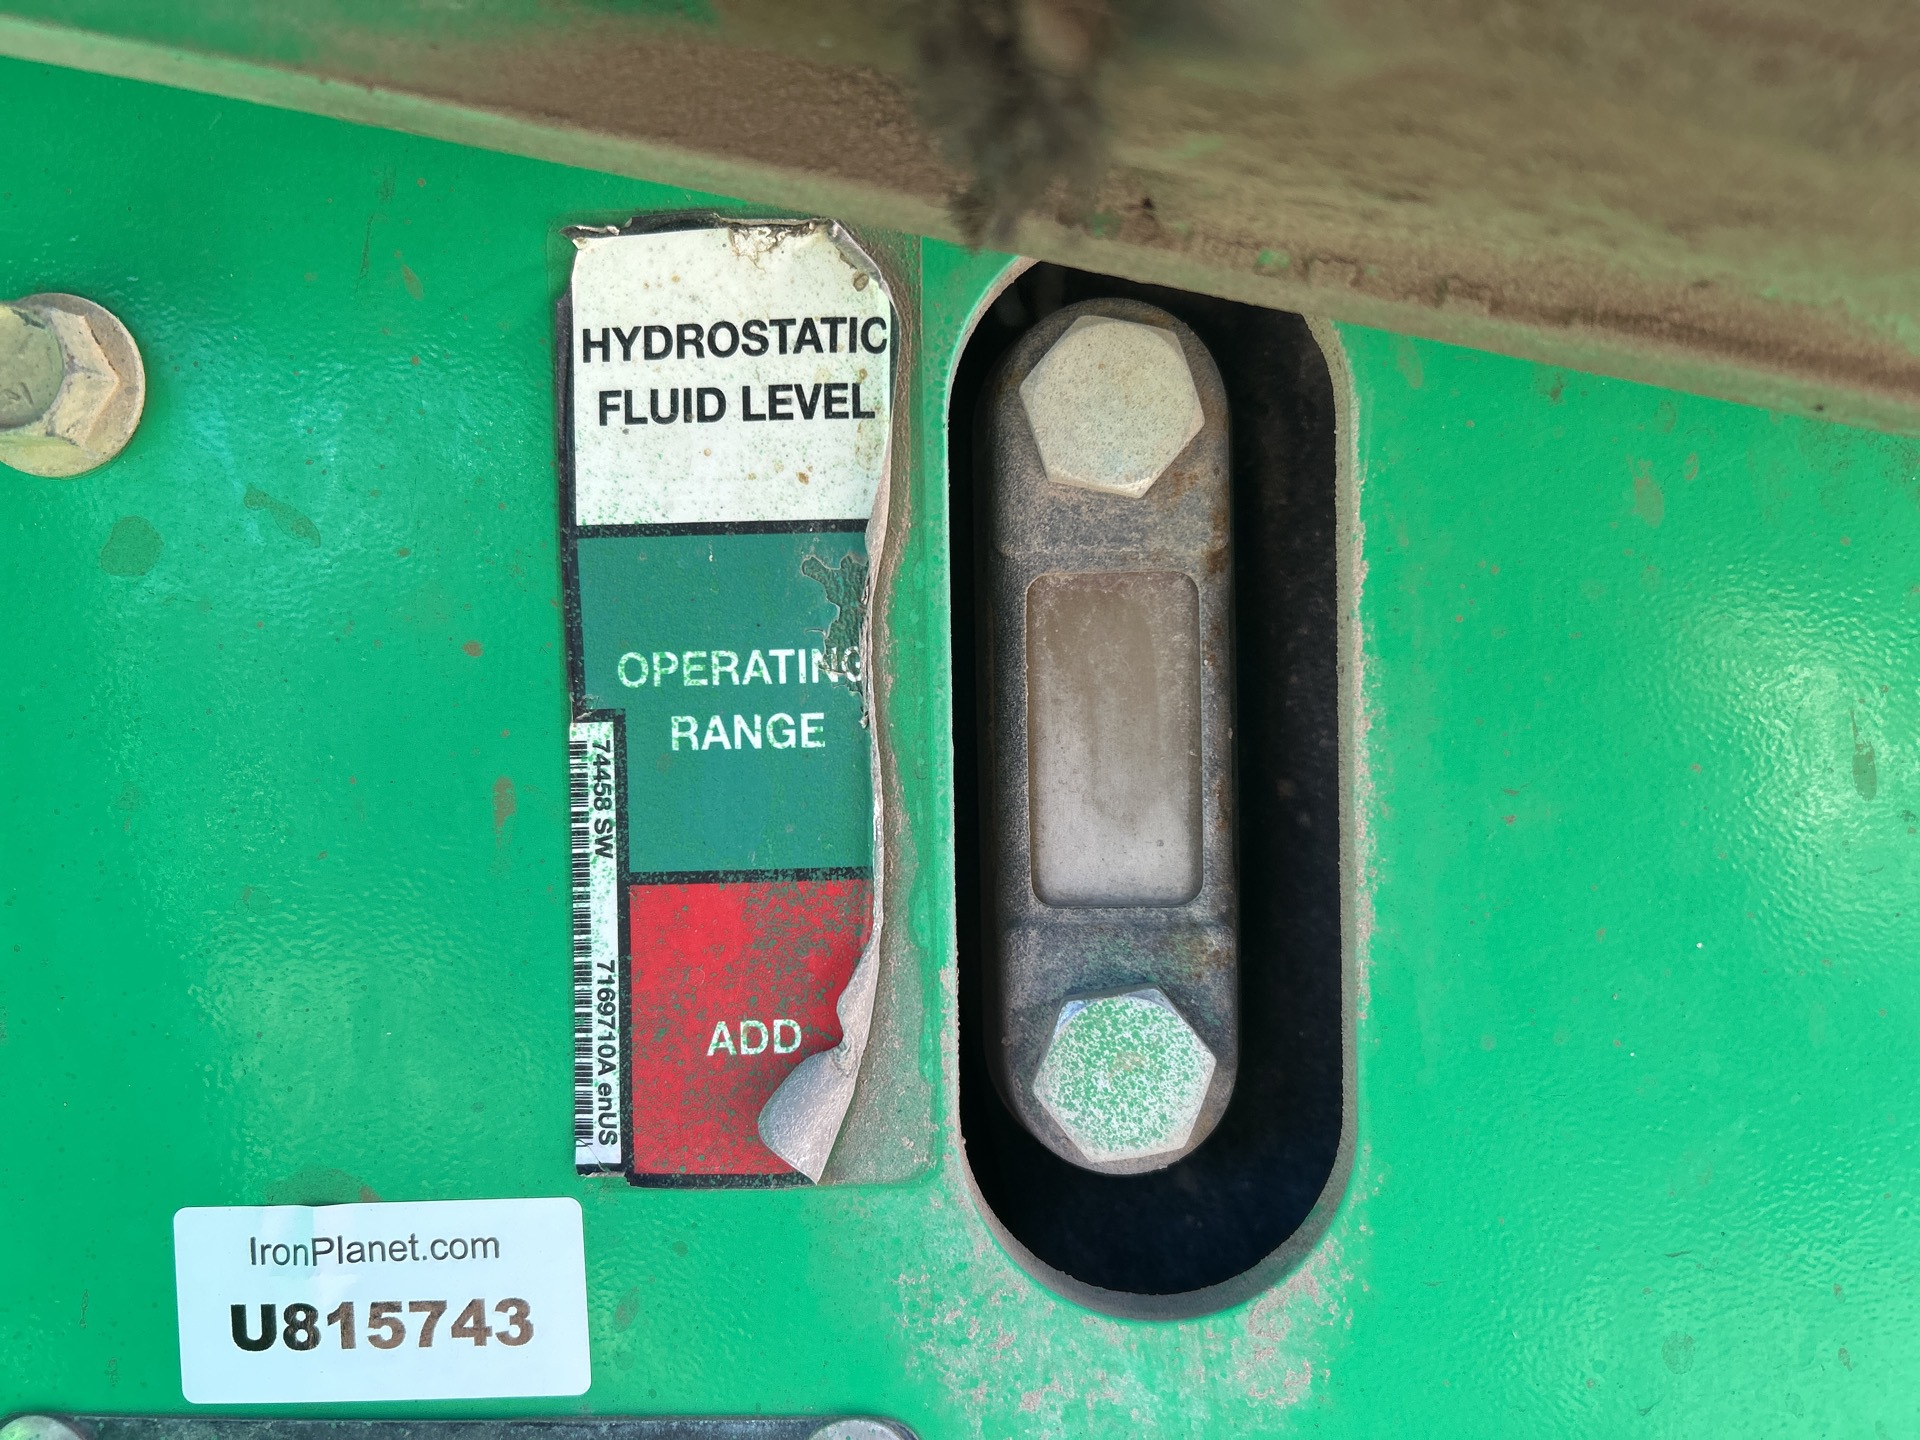 HYDROSTATIC
FLUID LEVEL
OPERATING
RANGE
74458 SW
7169710A enUS
ADD
IronPlanet.com
U815743